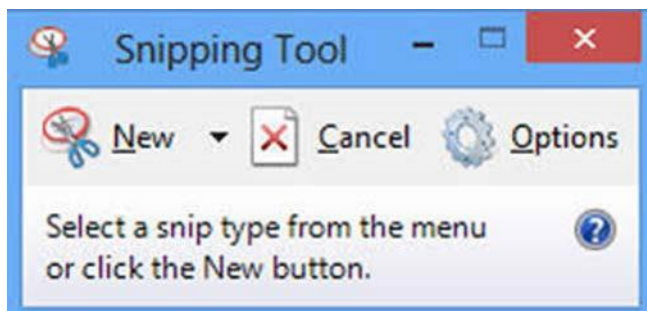 Snipping Tool
New Cancel Options
Select a snip type from the menu
or click the New button.